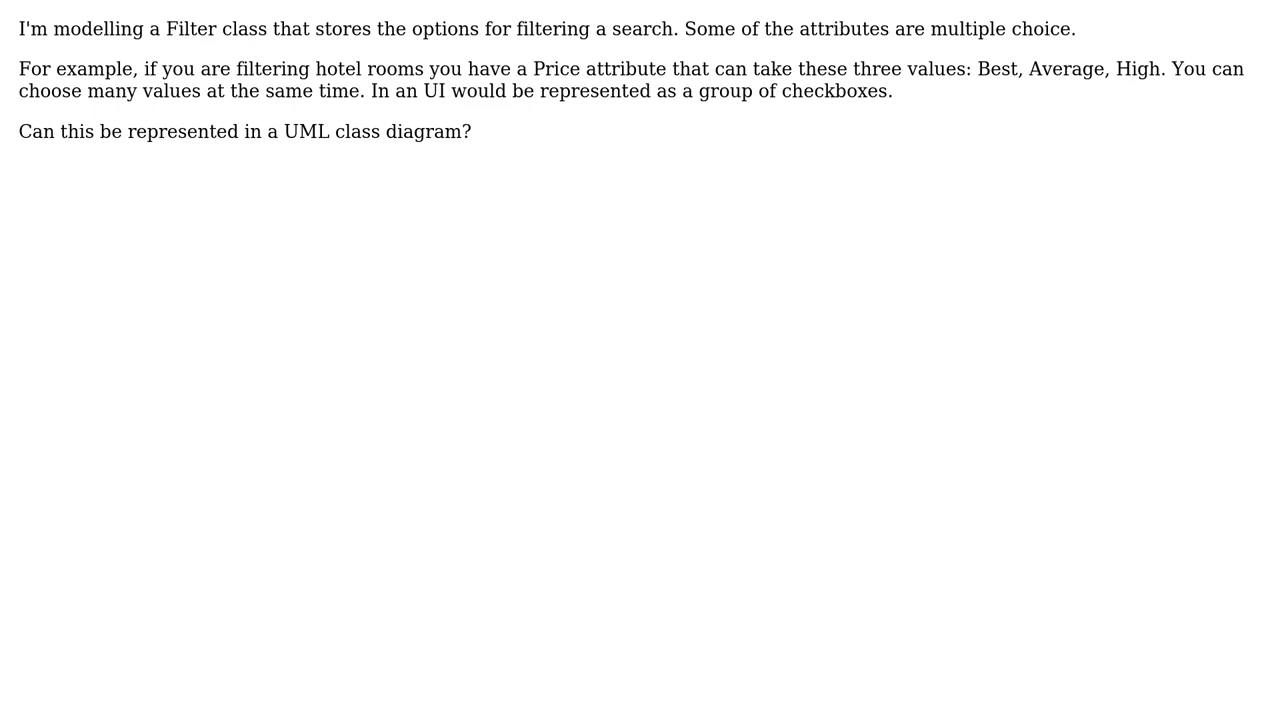 I'm modelling a Filter class that stores the options for filtering a search. Some of the attributes are multiple choice.
For example, if you are filtering hotel rooms you have a Price attribute that can take these three values: Best, Average, High. You can
choose many values at the same time. In an UI would be represented as a group of checkboxes.
Can this be represented in a UML class diagram?